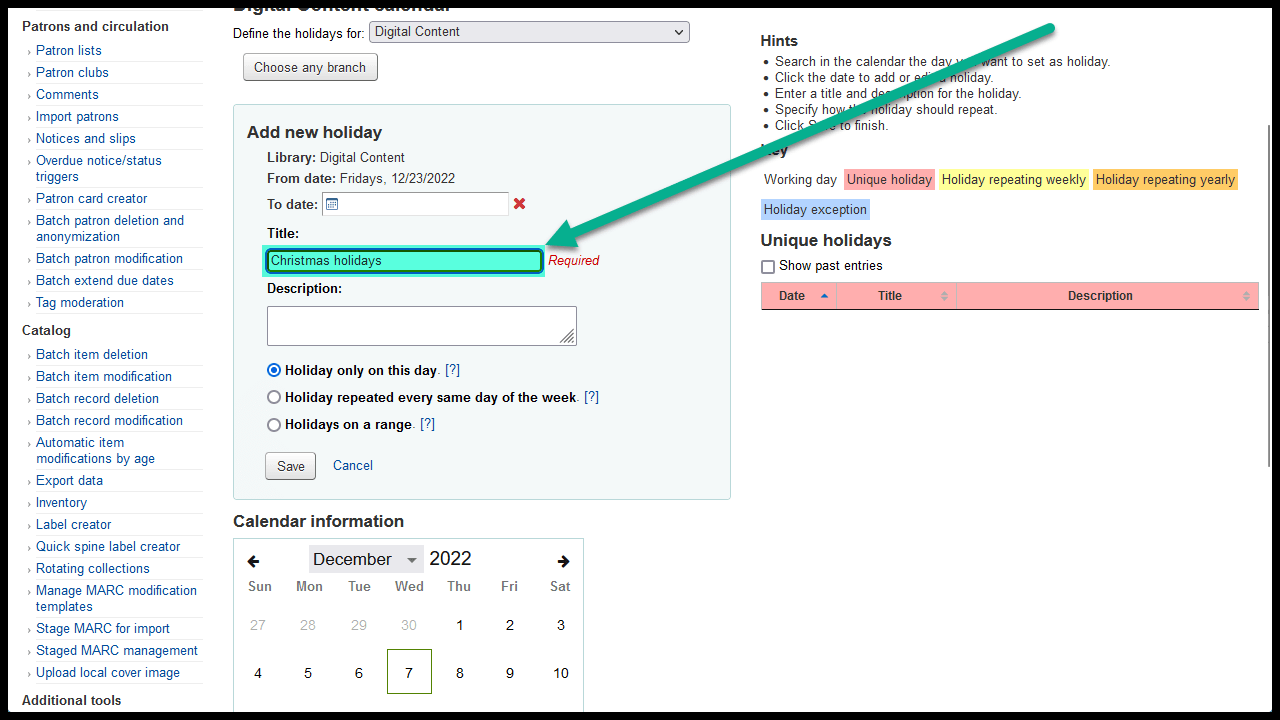 Patrons and circulation
Patron lists
Patron clubs
Comments
Import patrons
Notices and slips
Overdue notice/status
triggers
Patron card creator
Batch patron deletion and
anonymization
Batch patron modification
Batch extend due dates
Tag moderation
Catalog
Batch item deletion
Batch item modification
Batch record deletion
Batch record modification
Automatic item
modifications by age
Export data
Inventory
Label creator
Quick spine label creator
Rotating collections
Manage MARC modification
templates
Stage MARC for import
Staged MARC management
Upload local cover image
Additional tools
Digital Content calendar
Define the holidays for: Digital Content
Choose any branch
Add new holiday
Library: Digital Content
From date: Fridays, 12/23/2022
To date:
Title:
Christmas holidays Required
Description:
Holiday only on this day. [?]
Holiday repeated every same day of the week. [?]
Holidays on a range. [?]
Save Cancel
Calendar information
December 2022
Sun Mon Tue Wed Thu Fri Sat
27 28 29 30 1 2 3
4 5 6 7 8 9 10
Hints
Search in the calendar the day you want to set as holiday.
Click the date to add or edit a holiday.
Enter a title and description for the holiday.
Specify how the holiday should repeat.
Click Save to finish.
Key
Working day Unique holiday Holiday repeating weekly Holiday repeating yearly
Holiday exception
Unique holidays
Show past entries
Date Title Description